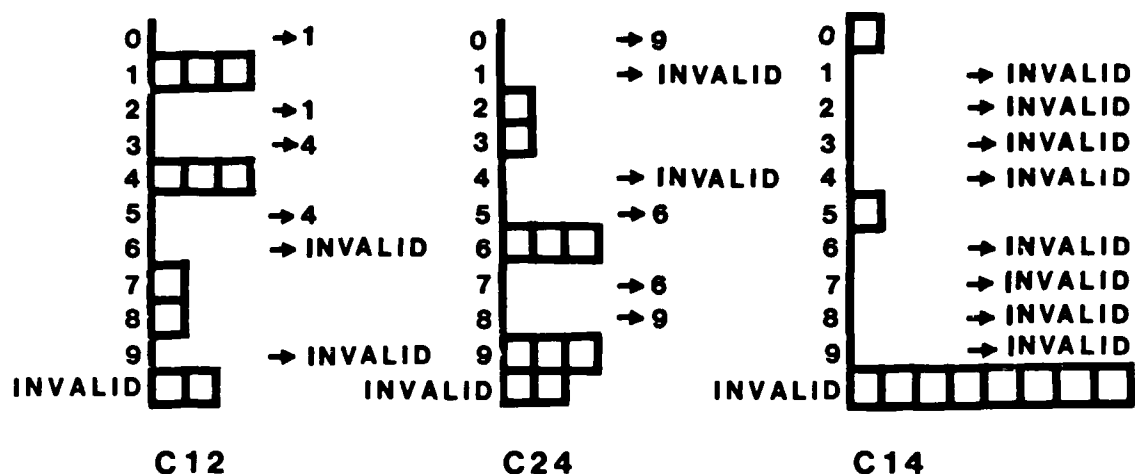 0 →1
1
2 →1
3 →4
4
5 →4
6 →INVALID
7
8
9 →INVALID
INVALID
C12
0 →9
1 →INVALID
2
3
4 →INVALID
5 →6
6
7 →6
8 →9
9
INVALID
C24
0
1 →INVALID
2 →INVALID
3 →INVALID
4 →INVALID
5
6 →INVALID
7 →INVALID
8 →INVALID
9 →INVALID
INVALID
C14